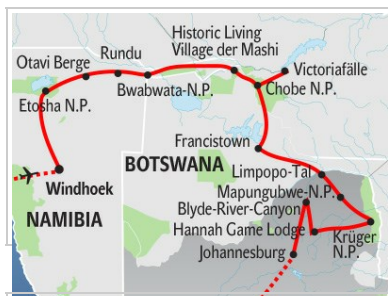 Historic Living
Village der Mashi
Rundu
Otavi Berge
Victoriafälle
Bwabwata-N.P.
Chobe N.P.
Etosha N.P.
Francistown
BOTSWANA
Limpopo-Tal
Windhoek
Mapungubwe-N.P.
Blyde-River-Canyon
NAMIBIA
Hannah Game Lodge
Krüger
N.P.
Johannesburg